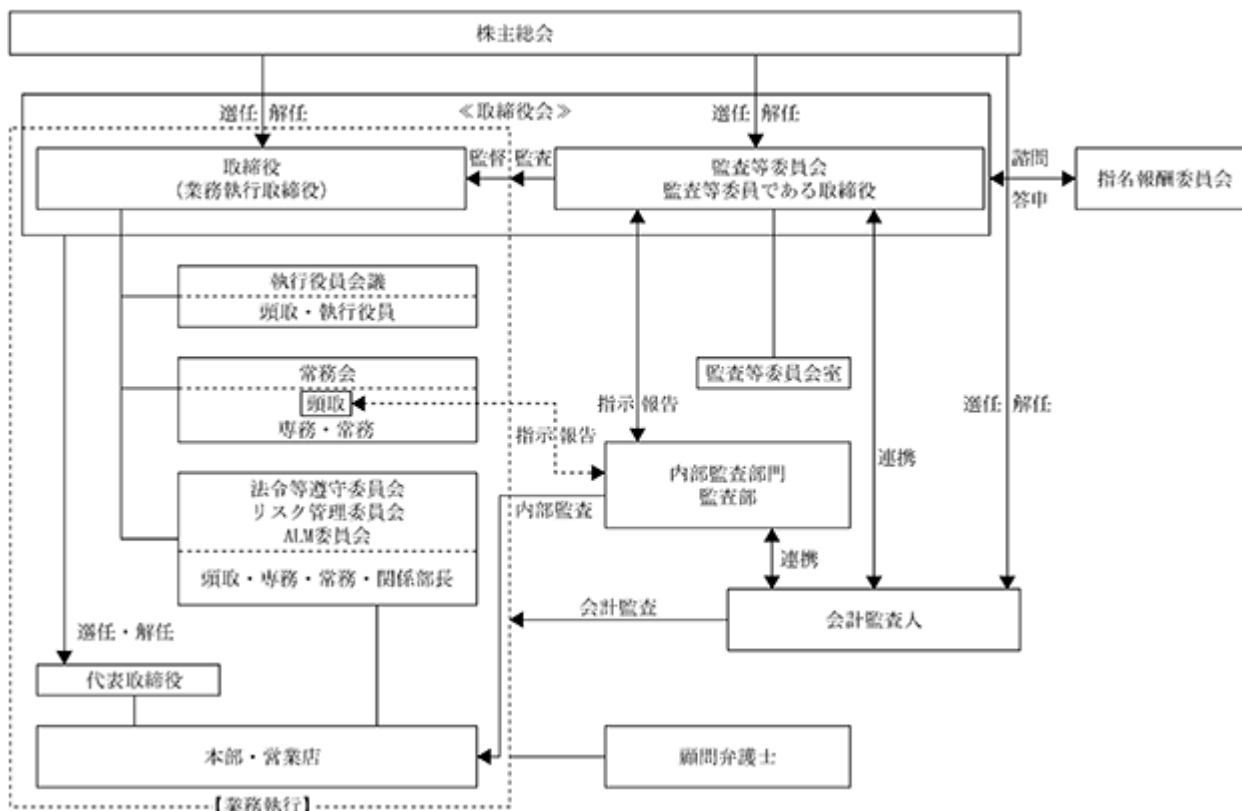 株主総会
選任 解任
≪取締役会≫
選任 解任
取締役
(業務執行取締役)
監督 監査
監査等委員会
監査等委員である取締役
諮問
答申
指名報酬委員会
執行役員会議
頭取・執行役員
常務会
頭取
専務・常務
監査等委員会室
指示 報告
指示 報告
選任 解任
連携
内部監査部門
監査部
内部監査
法令等遵守委員会
リスク管理委員会
ALM委員会
頭取・専務・常務・関係部長
連携
会計監査
会計監査人
選任・解任
代表取締役
本部・営業店
顧問弁護士
【業務執行】